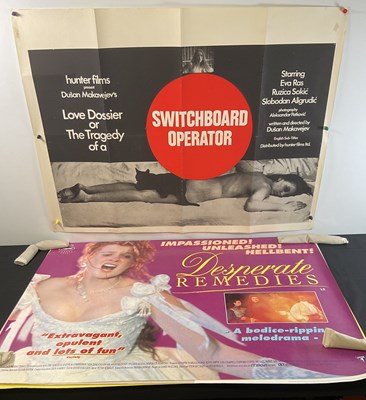 hunter films
present
Dušan Makavejev's
Love Dossier
or The Tragedy
of a
SWITCHBOARD
OPERATOR
Starring
Eva Ras
Ruzica Sokić
Slobodan Aligrudić
photography
Aleksandar Petković
written and directed by
Dušan Makavejev
English Sub-Titles
Distributed by hunter films ltd.
IMPASSIONED!
UNLEASHED!
HELLBENT!
Desperate
REMEDIES
"Extravagant,
opulent
and lots of fun"
A bodice-rippin
melodrama -